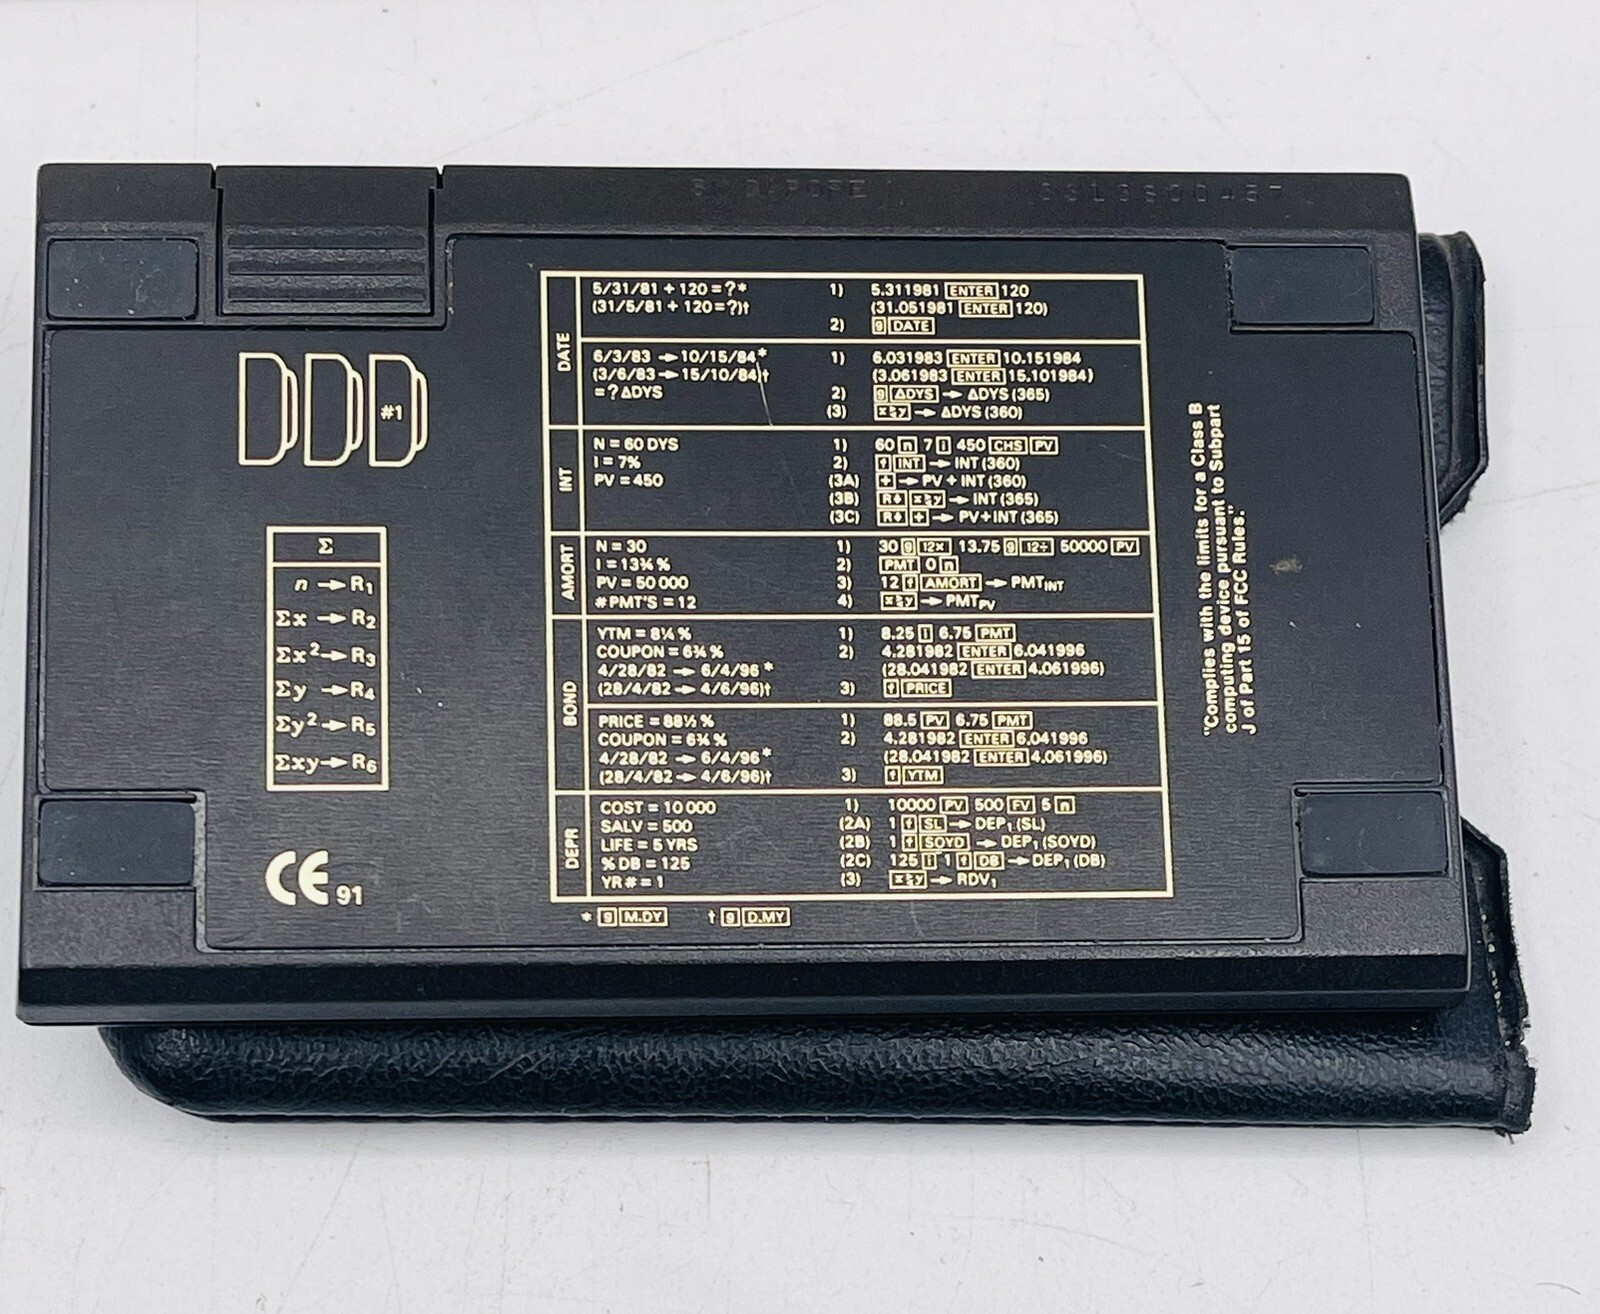 SINGAPORE
5/31/81 + 120 = ?* 1) 5.311981 ENTER 120
(31/5/81 + 120 = ?)† (31.051981 ENTER 120)
2) g DATE
DATE
6/3/83 → 10/15/84* 1) 6.031983 ENTER 10.151984
(3/6/83 → 15/10/84)† (3.061983 ENTER 15.101984)
= ? ΔDYS 2) g ΔDYS → ΔDYS (365)
(3) x≷y → ΔDYS (360)
#1
INT
N = 60 DYS 1) 60 n 7 i 450 CHS PV
I = 7% 2) f INT → INT (360)
PV = 450 (3A) + → PV + INT (360)
(3B) R↓ x≷y → INT (365)
(3C) R↓ + → PV + INT (365)
AMORT
N = 30 1) 30 g 12× 13.75 g 12÷ 50000 PV
I = 13¾ % 2) PMT 0 n
PV = 50 000 3) 12 f AMORT → PMT INT
# PMT'S = 12 4) x≷y → PMT PV
BOND
YTM = 8¼ % 1) 8.25 i 6.75 PMT
COUPON = 6¾ % 2) 4.281982 ENTER 6.041996
4/28/82 → 6/4/96 * (28.041982 ENTER 4.061996)
(28/4/82 → 4/6/96)† 3) f PRICE
PRICE = 88½ % 1) 88.5 PV 6.75 PMT
COUPON = 6¾ % 2) 4.281982 ENTER 6.041996
4/28/82 → 6/4/96 * (28.041982 ENTER 4.061996)
(28/4/82 → 4/6/96)† 3) f YTM
DEPR
COST = 10 000 1) 10000 PV 500 FV 5 n
SALV = 500 (2A) 1 f SL → DEP₁ (SL)
LIFE = 5 YRS (2B) 1 f SOYD → DEP₁ (SOYD)
% DB = 125 (2C) 125 i 1 f DB → DEP₁ (DB)
YR # = 1 (3) x≷y → RDV₁
* g M.DY † g D.MY
Σ
n → R₁
Σx → R₂
Σx² → R₃
Σy → R₄
Σy² → R₅
Σxy → R₆
CE 91
"Complies with the limits for a Class B
computing device pursuant to Subpart
J of Part 15 of FCC Rules."